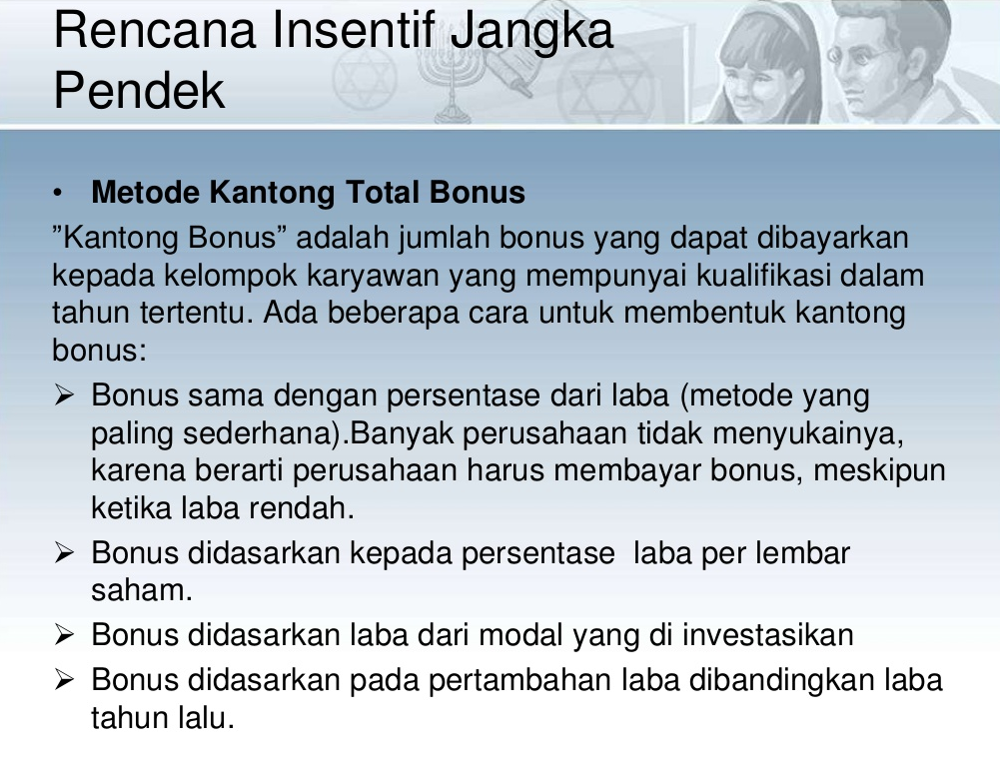 Rencana Insentif Jangka
Pendek
• Metode Kantong Total Bonus
”Kantong Bonus” adalah jumlah bonus yang dapat dibayarkan
kepada kelompok karyawan yang mempunyai kualifikasi dalam
tahun tertentu. Ada beberapa cara untuk membentuk kantong
bonus:
➢ Bonus sama dengan persentase dari laba (metode yang
paling sederhana).Banyak perusahaan tidak menyukainya,
karena berarti perusahaan harus membayar bonus, meskipun
ketika laba rendah.
➢ Bonus didasarkan kepada persentase  laba per lembar
saham.
➢ Bonus didasarkan laba dari modal yang di investasikan
➢ Bonus didasarkan pada pertambahan laba dibandingkan laba
tahun lalu.